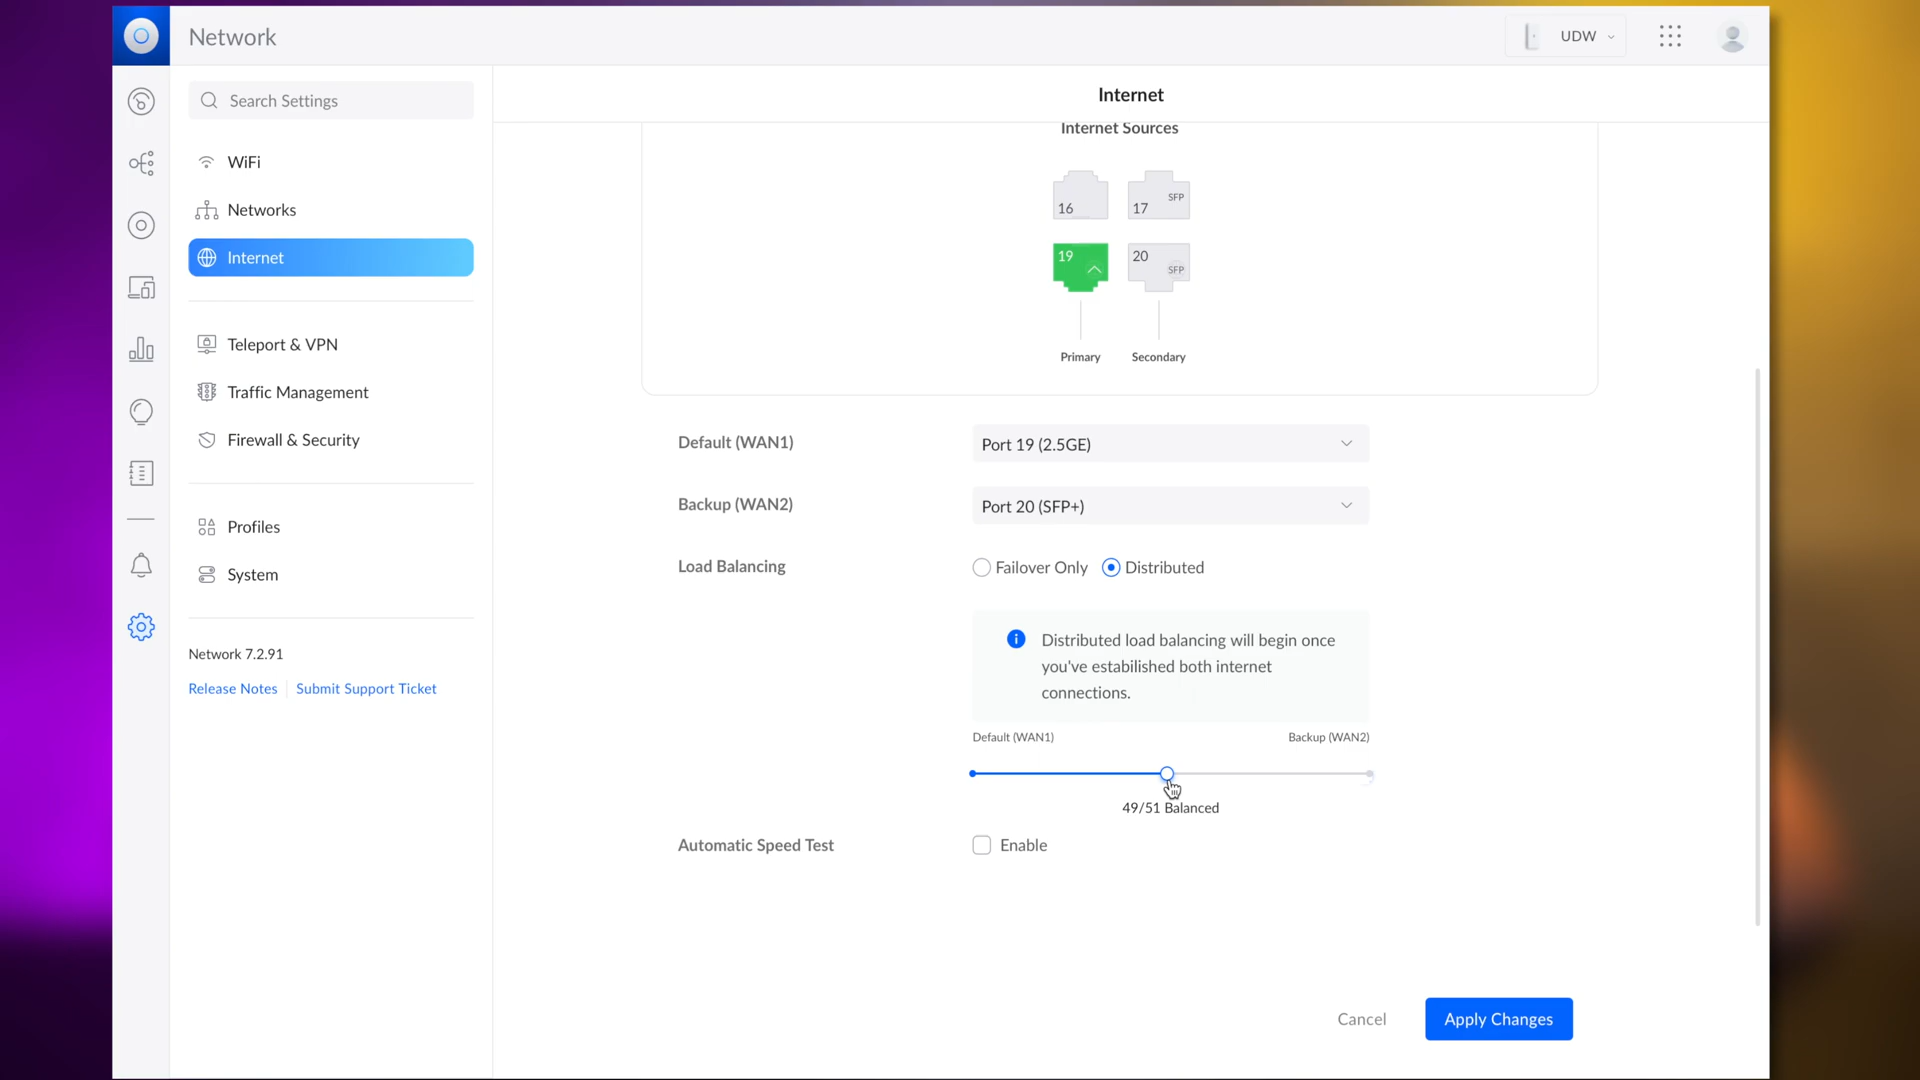 Network
UDW
Search Settings
Internet
WiFi
Networks
Internet
Teleport & VPN
Traffic Management
Firewall & Security
Profiles
System
Network 7.2.91
Release Notes
Submit Support Ticket
Internet Sources
16
17
SFP
19
20
SFP
Primary
Secondary
Default (WAN1)
Port 19 (2.5GE)
Backup (WAN2)
Port 20 (SFP+)
Load Balancing
Failover Only
Distributed
Distributed load balancing will begin once
you've estabilished both internet
connections.
Default (WAN1)
Backup (WAN2)
49/51 Balanced
Automatic Speed Test
Enable
Cancel
Apply Changes